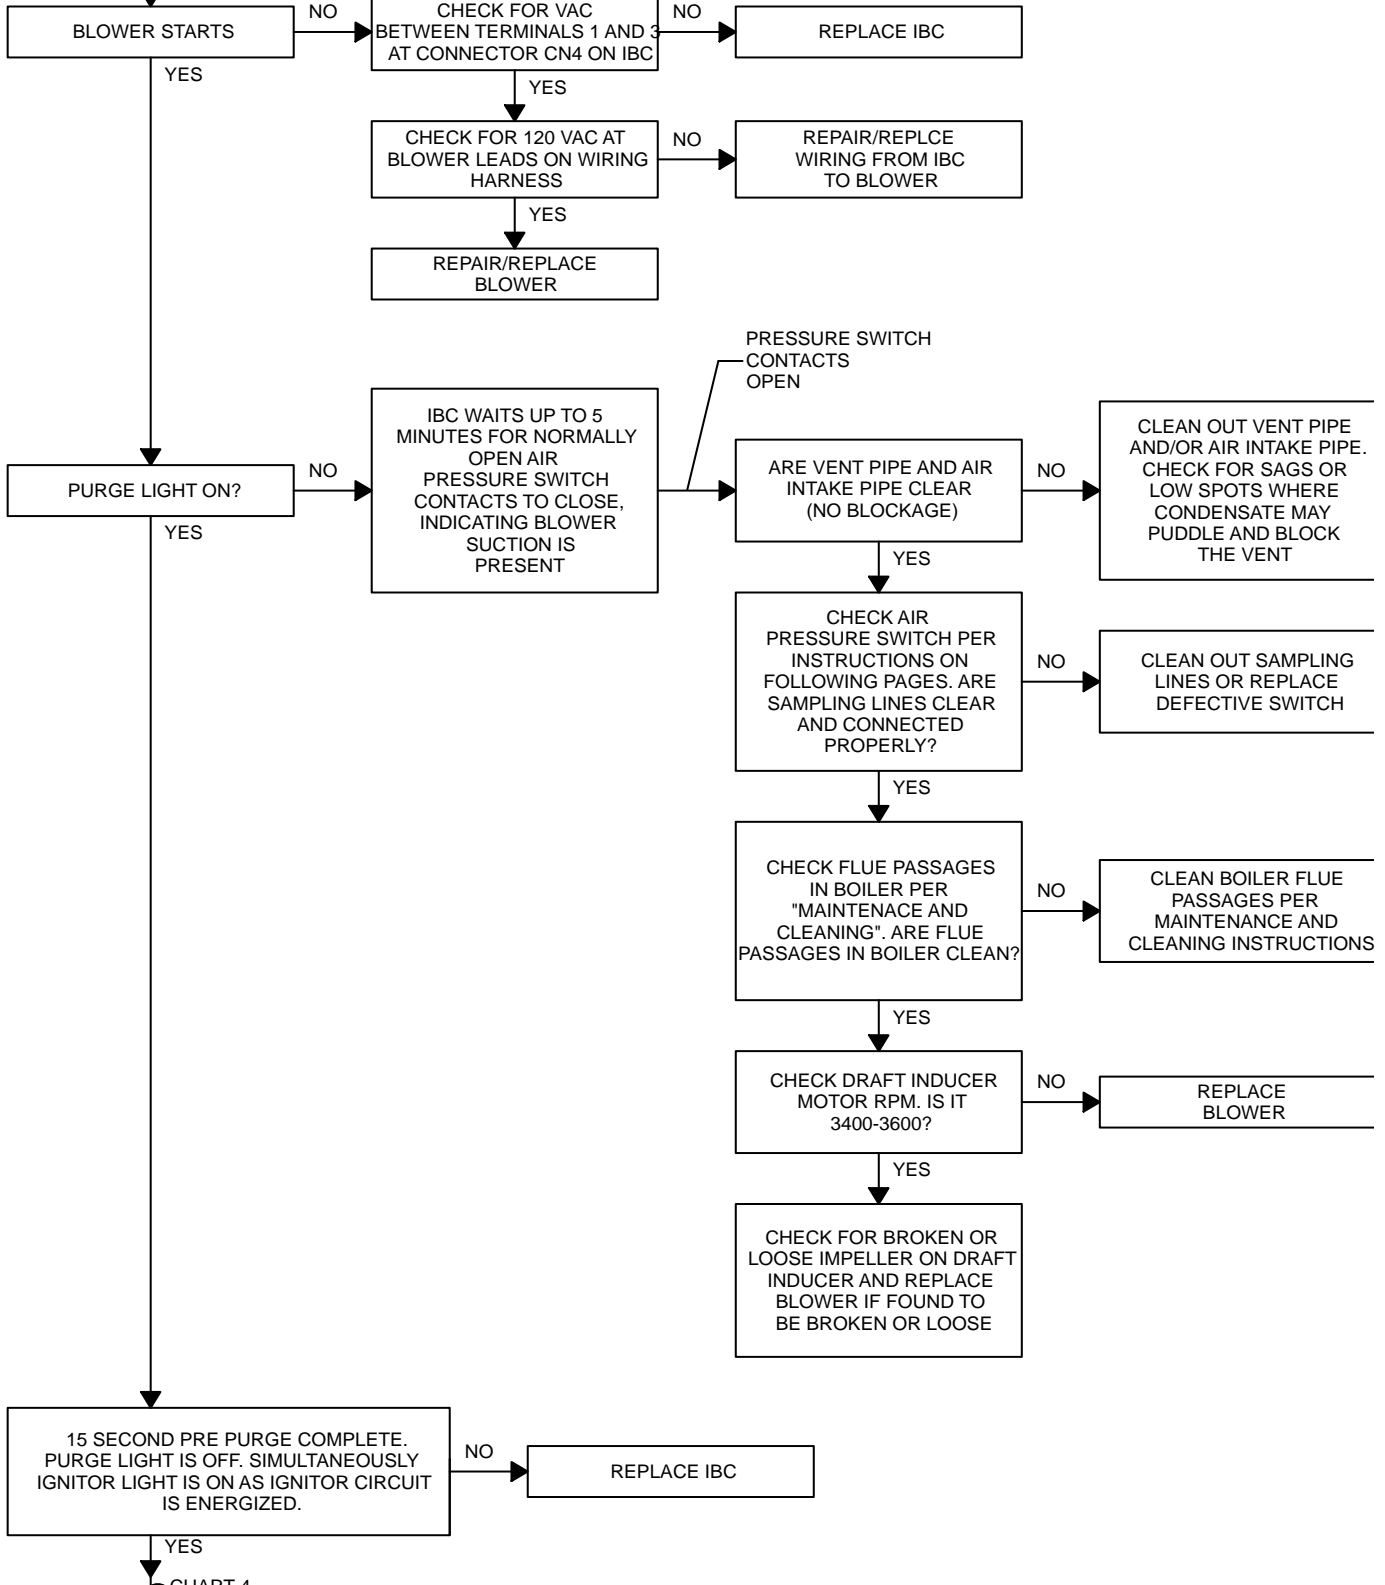 BLOWER STARTS
NO
CHECK FOR VAC
BETWEEN TERMINALS 1 AND 3
AT CONNECTOR CN4 ON IBC
NO
REPLACE IBC
YES
YES
CHECK FOR 120 VAC AT
BLOWER LEADS ON WIRING
HARNESS
NO
REPAIR/REPLCE
WIRING FROM IBC
TO BLOWER
YES
REPAIR/REPLACE
BLOWER
PRESSURE SWITCH
CONTACTS
OPEN
PURGE LIGHT ON?
NO
YES
IBC WAITS UP TO 5
MINUTES FOR NORMALLY
OPEN AIR
PRESSURE SWITCH
CONTACTS TO CLOSE,
INDICATING BLOWER
SUCTION IS
PRESENT
ARE VENT PIPE AND AIR
INTAKE PIPE CLEAR
(NO BLOCKAGE)
NO
CLEAN OUT VENT PIPE
AND/OR AIR INTAKE PIPE.
CHECK FOR SAGS OR
LOW SPOTS WHERE
CONDENSATE MAY
PUDDLE AND BLOCK
THE VENT
YES
CHECK AIR
PRESSURE SWITCH PER
INSTRUCTIONS ON
FOLLOWING PAGES. ARE
SAMPLING LINES CLEAR
AND CONNECTED
PROPERLY?
NO
CLEAN OUT SAMPLING
LINES OR REPLACE
DEFECTIVE SWITCH
YES
CHECK FLUE PASSAGES
IN BOILER PER
"MAINTENACE AND
CLEANING". ARE FLUE
PASSAGES IN BOILER CLEAN?
NO
CLEAN BOILER FLUE
PASSAGES PER
MAINTENANCE AND
CLEANING INSTRUCTIONS
YES
CHECK DRAFT INDUCER
MOTOR RPM. IS IT
3400-3600?
NO
REPLACE
BLOWER
YES
CHECK FOR BROKEN OR
LOOSE IMPELLER ON DRAFT
INDUCER AND REPLACE
BLOWER IF FOUND TO
BE BROKEN OR LOOSE
15 SECOND PRE PURGE COMPLETE.
PURGE LIGHT IS OFF. SIMULTANEOUSLY
IGNITOR LIGHT IS ON AS IGNITOR CIRCUIT
IS ENERGIZED.
NO
REPLACE IBC
YES
CHART 4